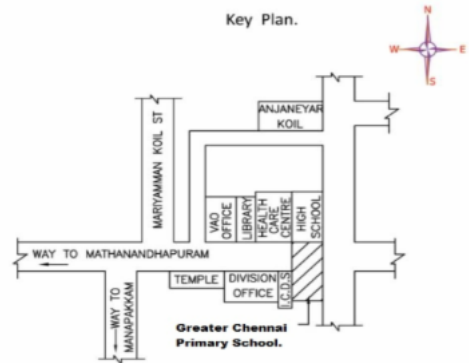 Key Plan.
N
W
E
S
ANJANEYAR
KOIL
MARIYAMMAN KOIL ST
VAO
OFFICE
LIBRARY
HEALTH
CARE
CENTRE
HIGH
SCHOOL
WAY TO MATHANANDHAPURAM
TEMPLE
DIVISION
OFFICE
I.C.D.S
WAY TO
MANAPAKKAM
Greater Chennai
Primary School.